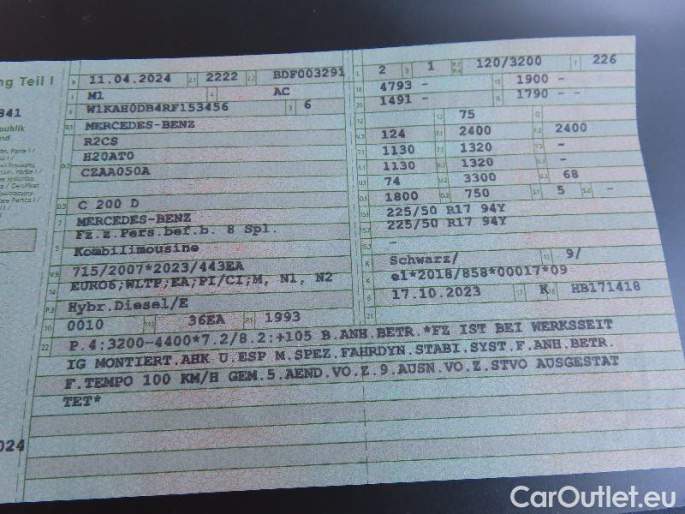 ng Teil I
11.04.2024 2222 BDF003291
M1 AC
W1KAH0DB4RF153456 6
MERCEDES-BENZ
R2CS
H20AT0
CZAA050A
C 200 D
MERCEDES-BENZ
Fz.z.Pers.bef.b. 8 Spl.
Kombilimousine
715/2007*2023/443EA
EURO6;WLTP;EA;PI/CI;M, N1, N2
Hybr.Diesel/E
0010 36EA 1993
2 1 120/3200 226
4793 - 1900 -
1491 - 1790 - -
75
124 2400 2400
1130 1320 -
1130 1320 -
74 3300 68
1800 750 5 -
225/50 R17 94Y
225/50 R17 94Y
-
Schwarz/ 9/
e1*2018/858*00017*09
17.10.2023 K HB171418
22 P.4:3200-4400*7.2/8.2:+105 B.ANH.BETR.*FZ IST BEI WERKSSEIT
IG MONTIERT.AHK U.ESP M.SPEZ.FAHRDYN.STABI.SYST.F.ANH.BETR.
F.TEMPO 100 KM/H GEM.5.AEND.VO.Z.9.AUSN.VO.Z.STVO AUSGESTAT
TET*
841
024
CarOutlet.eu